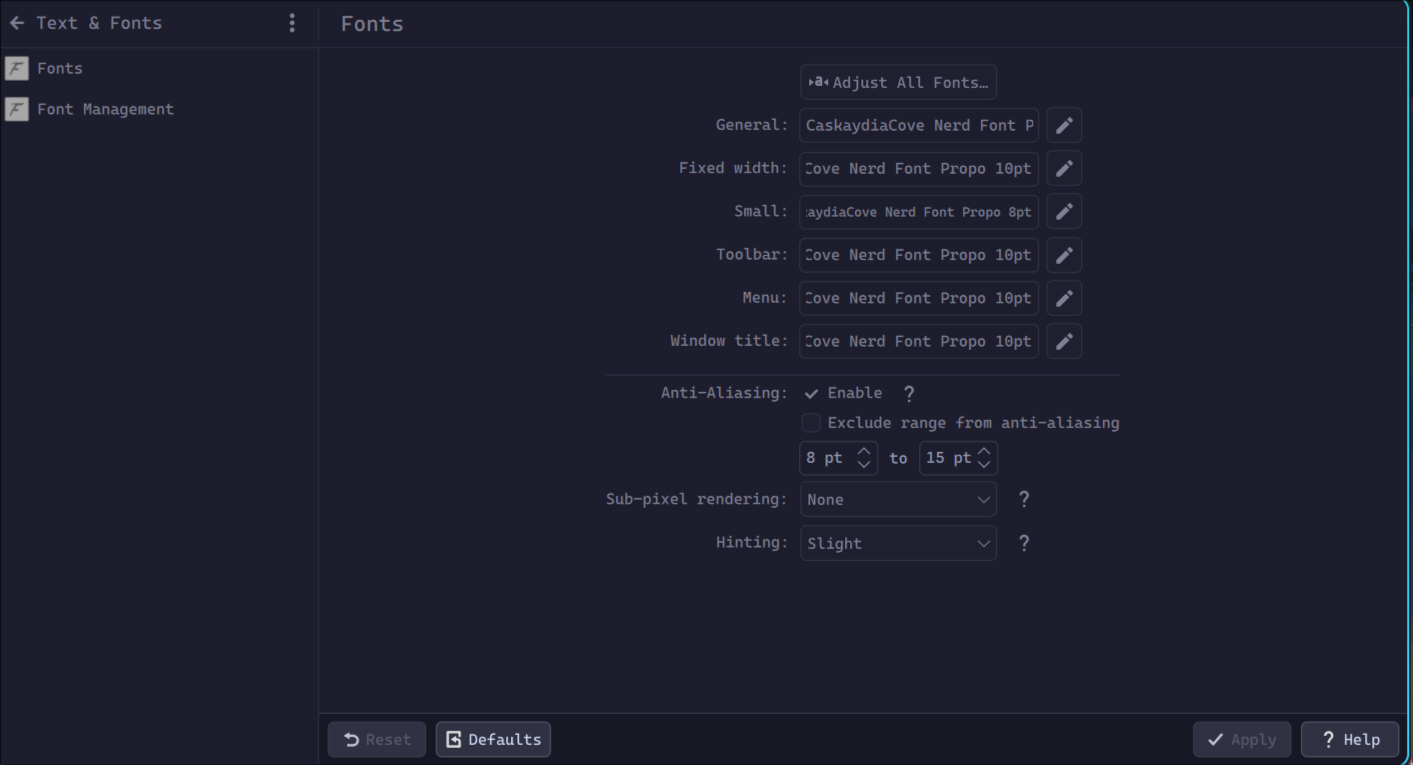 Text & Fonts
Fonts
Font Management
Fonts
Adjust All Fonts…
General: CaskaydiaCove Nerd Font P
Fixed width: Cove Nerd Font Propo 10pt
Small: kaydiaCove Nerd Font Propo 8pt
Toolbar: Cove Nerd Font Propo 10pt
Menu: Cove Nerd Font Propo 10pt
Window title: Cove Nerd Font Propo 10pt
Anti-Aliasing: Enable ?
Exclude range from anti-aliasing
8 pt to 15 pt
Sub-pixel rendering: None ?
Hinting: Slight ?
Reset Defaults Apply ? Help